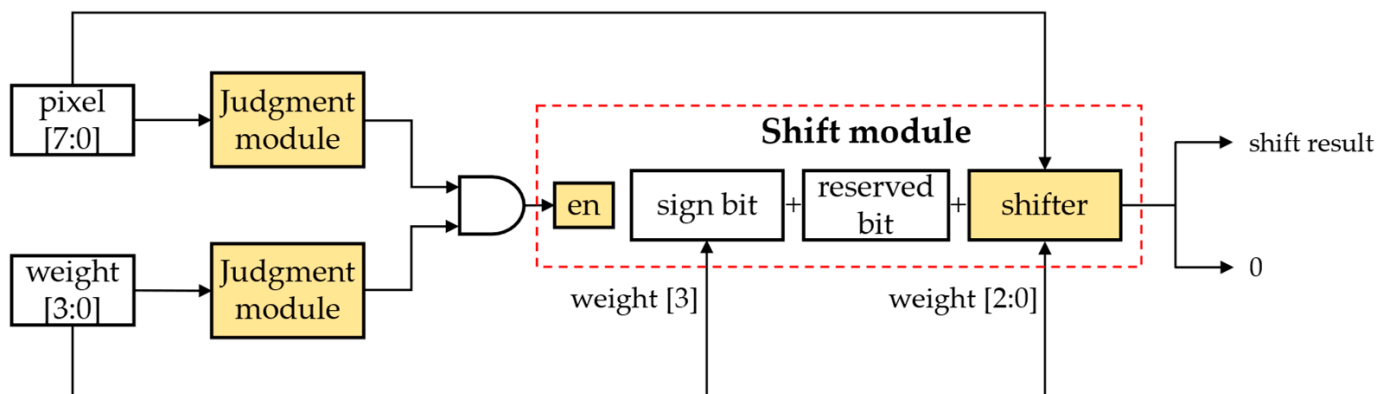 pixel
[7:0]
Judgment
module
Shift module
shift result
en
sign bit
+
reserved
bit
+
shifter
weight
[3:0]
Judgment
module
weight [3]
weight [2:0]
0